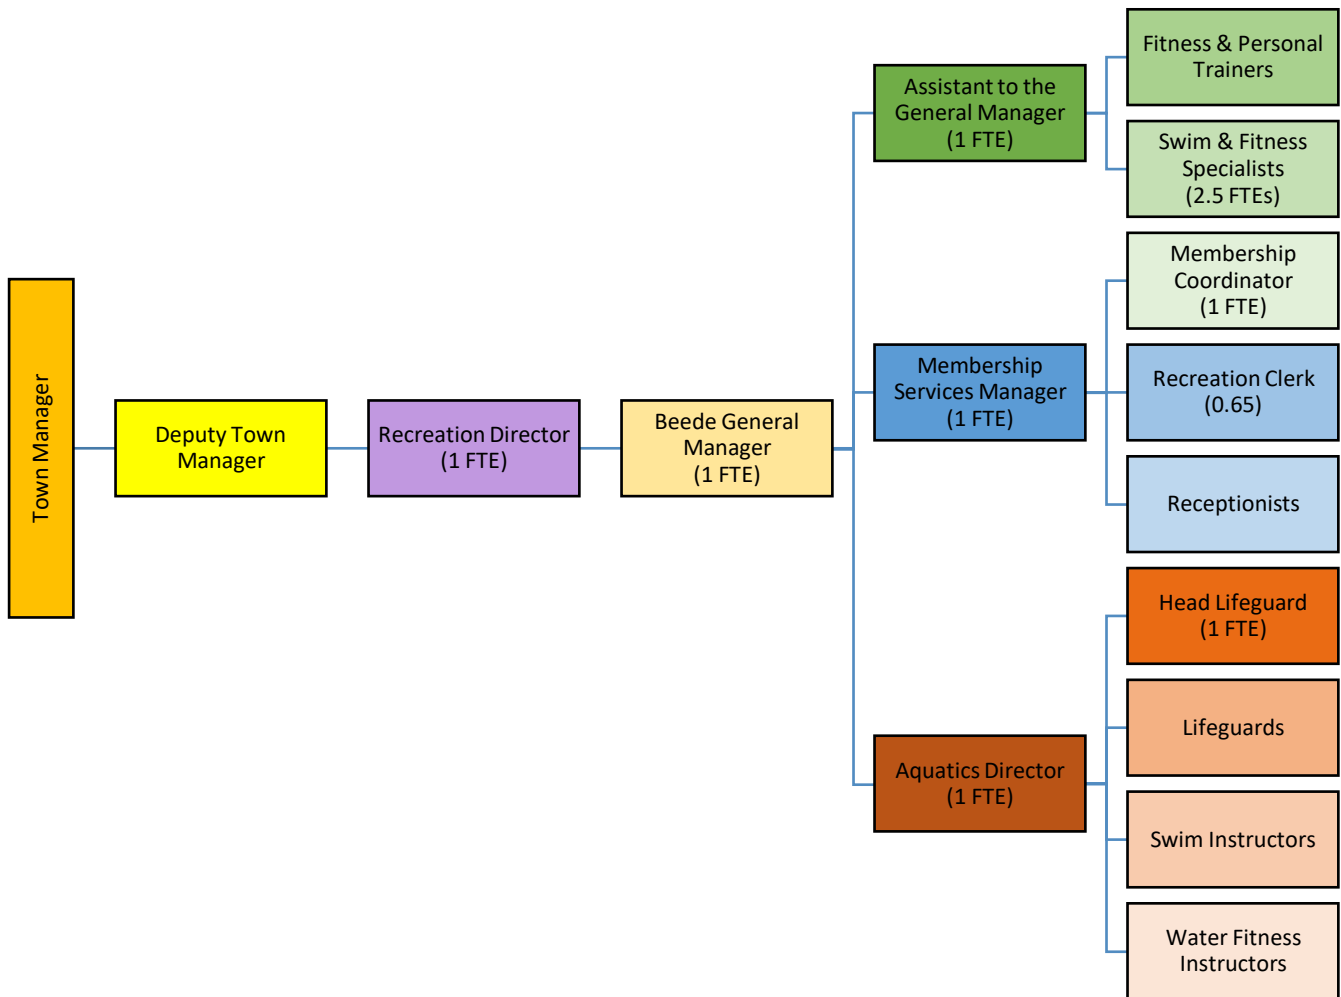 Town Manager
Deputy Town
Manager
Recreation Director
(1 FTE)
Beede General
Manager
(1 FTE)
Assistant to the
General Manager
(1 FTE)
Fitness & Personal
Trainers
Swim & Fitness
Specialists
(2.5 FTEs)
Membership
Services Manager
(1 FTE)
Membership
Coordinator
(1 FTE)
Recreation Clerk
(0.65)
Receptionists
Aquatics Director
(1 FTE)
Head Lifeguard
(1 FTE)
Lifeguards
Swim Instructors
Water Fitness
Instructors